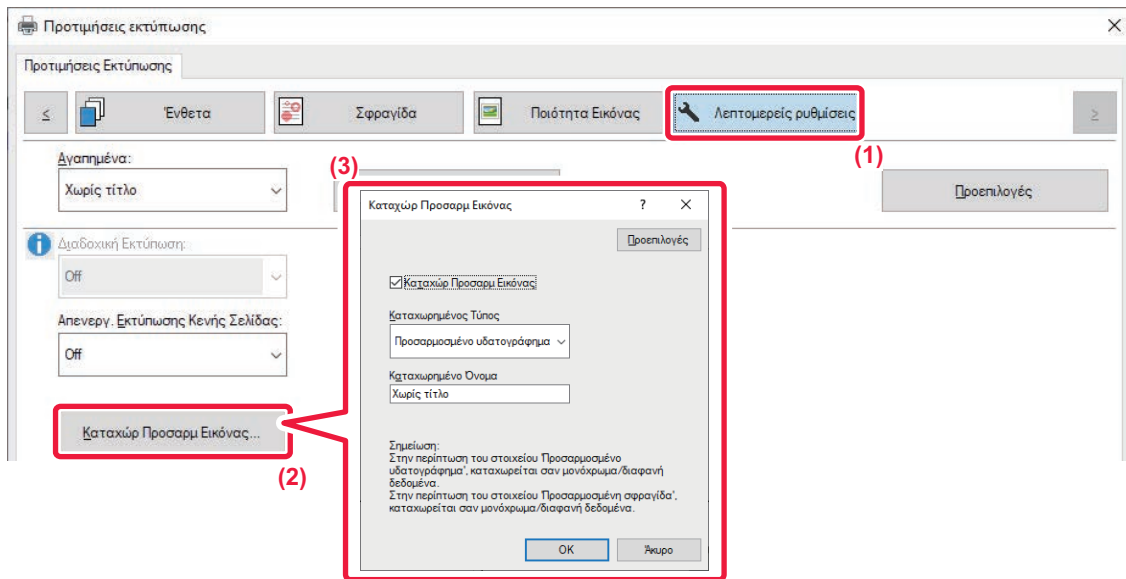 Προτιμήσεις εκτύπωσης
Προτιμήσεις Εκτύπωσης
<
Ένθετα
Σφραγίδα
Ποιότητα Εικόνας
Λεπτομερείς ρυθμίσεις
>
(1)
Αγαπημένα:
Χωρίς τίτλο
(3)
Προεπιλογές
Διαδοχική Εκτύπωση:
Off
Απενεργ. Εκτύπωσης Κενής Σελίδας:
Off
Καταχώρ Προσαρμ Εικόνας...
(2)
Καταχώρ Προσαρμ Εικόνας
?
Προεπιλογές
Καταχώρ Προσαρμ Εικόνας
Καταχωρημένος Τύπος
Προσαρμοσμένο υδατογράφημα
Καταχωρημένο Όνομα
Χωρίς τίτλο
Σημείωση:
Στην περίπτωση του στοιχείου 'Προσαρμοσμένο
υδατογράφημα', καταχωρείται σαν μονόχρωμα/διαφανή
δεδομένα.
Στην περίπτωση του στοιχείου 'Προσαρμοσμένη σφραγίδα',
καταχωρείται σαν μονόχρωμα/διαφανή δεδομένα.
OK
Άκυρο